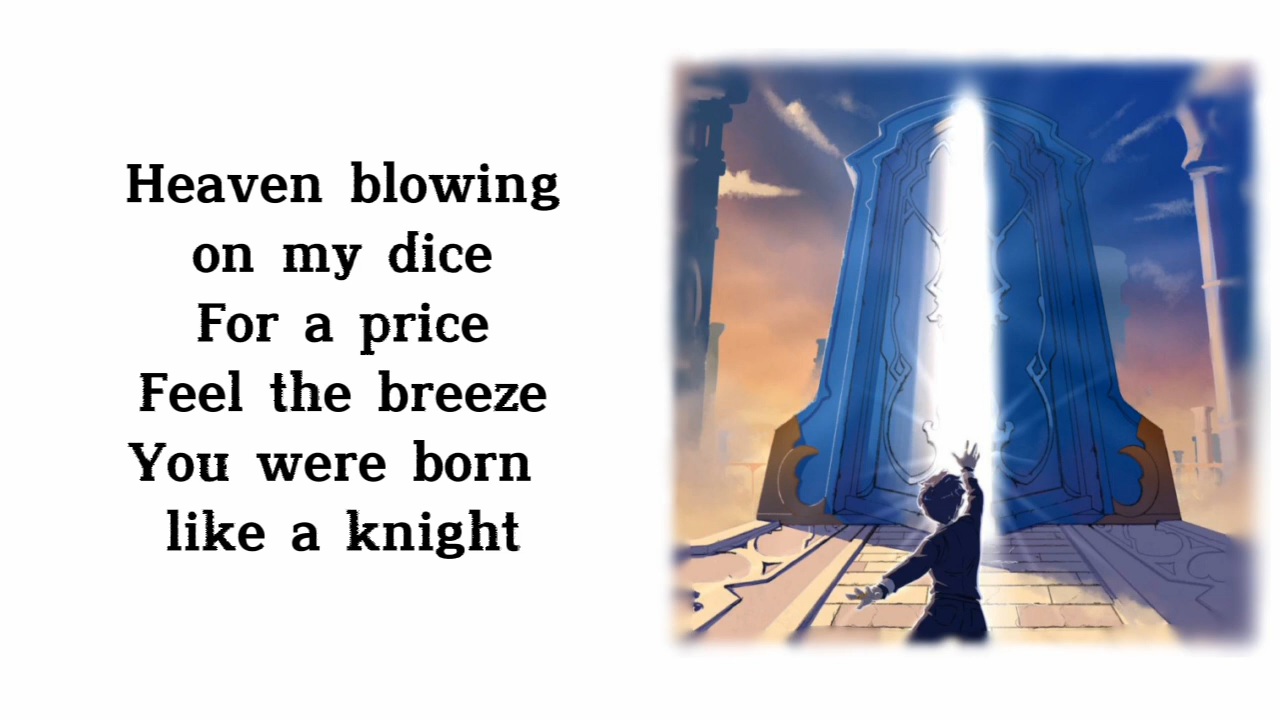 Heaven blowing
on my dice
For a price
Feel the breeze
You were born
like a knight